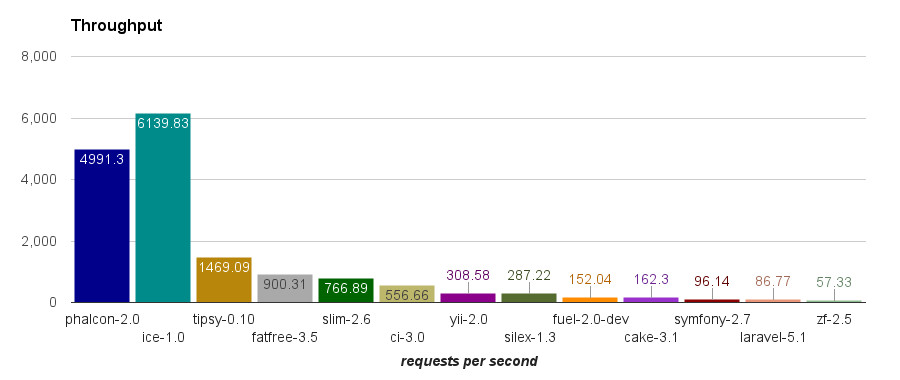 Throughput
8,000
6,000
4,000
2,000
0
4991.3
6139.83
1469.09
900.31
766.89
556.66
308.58
287.22
152.04
162.3
96.14
86.77
57.33
phalcon-2.0
ice-1.0
tipsy-0.10
fatfree-3.5
slim-2.6
ci-3.0
yii-2.0
silex-1.3
fuel-2.0-dev
cake-3.1
symfony-2.7
laravel-5.1
zf-2.5
requests per second